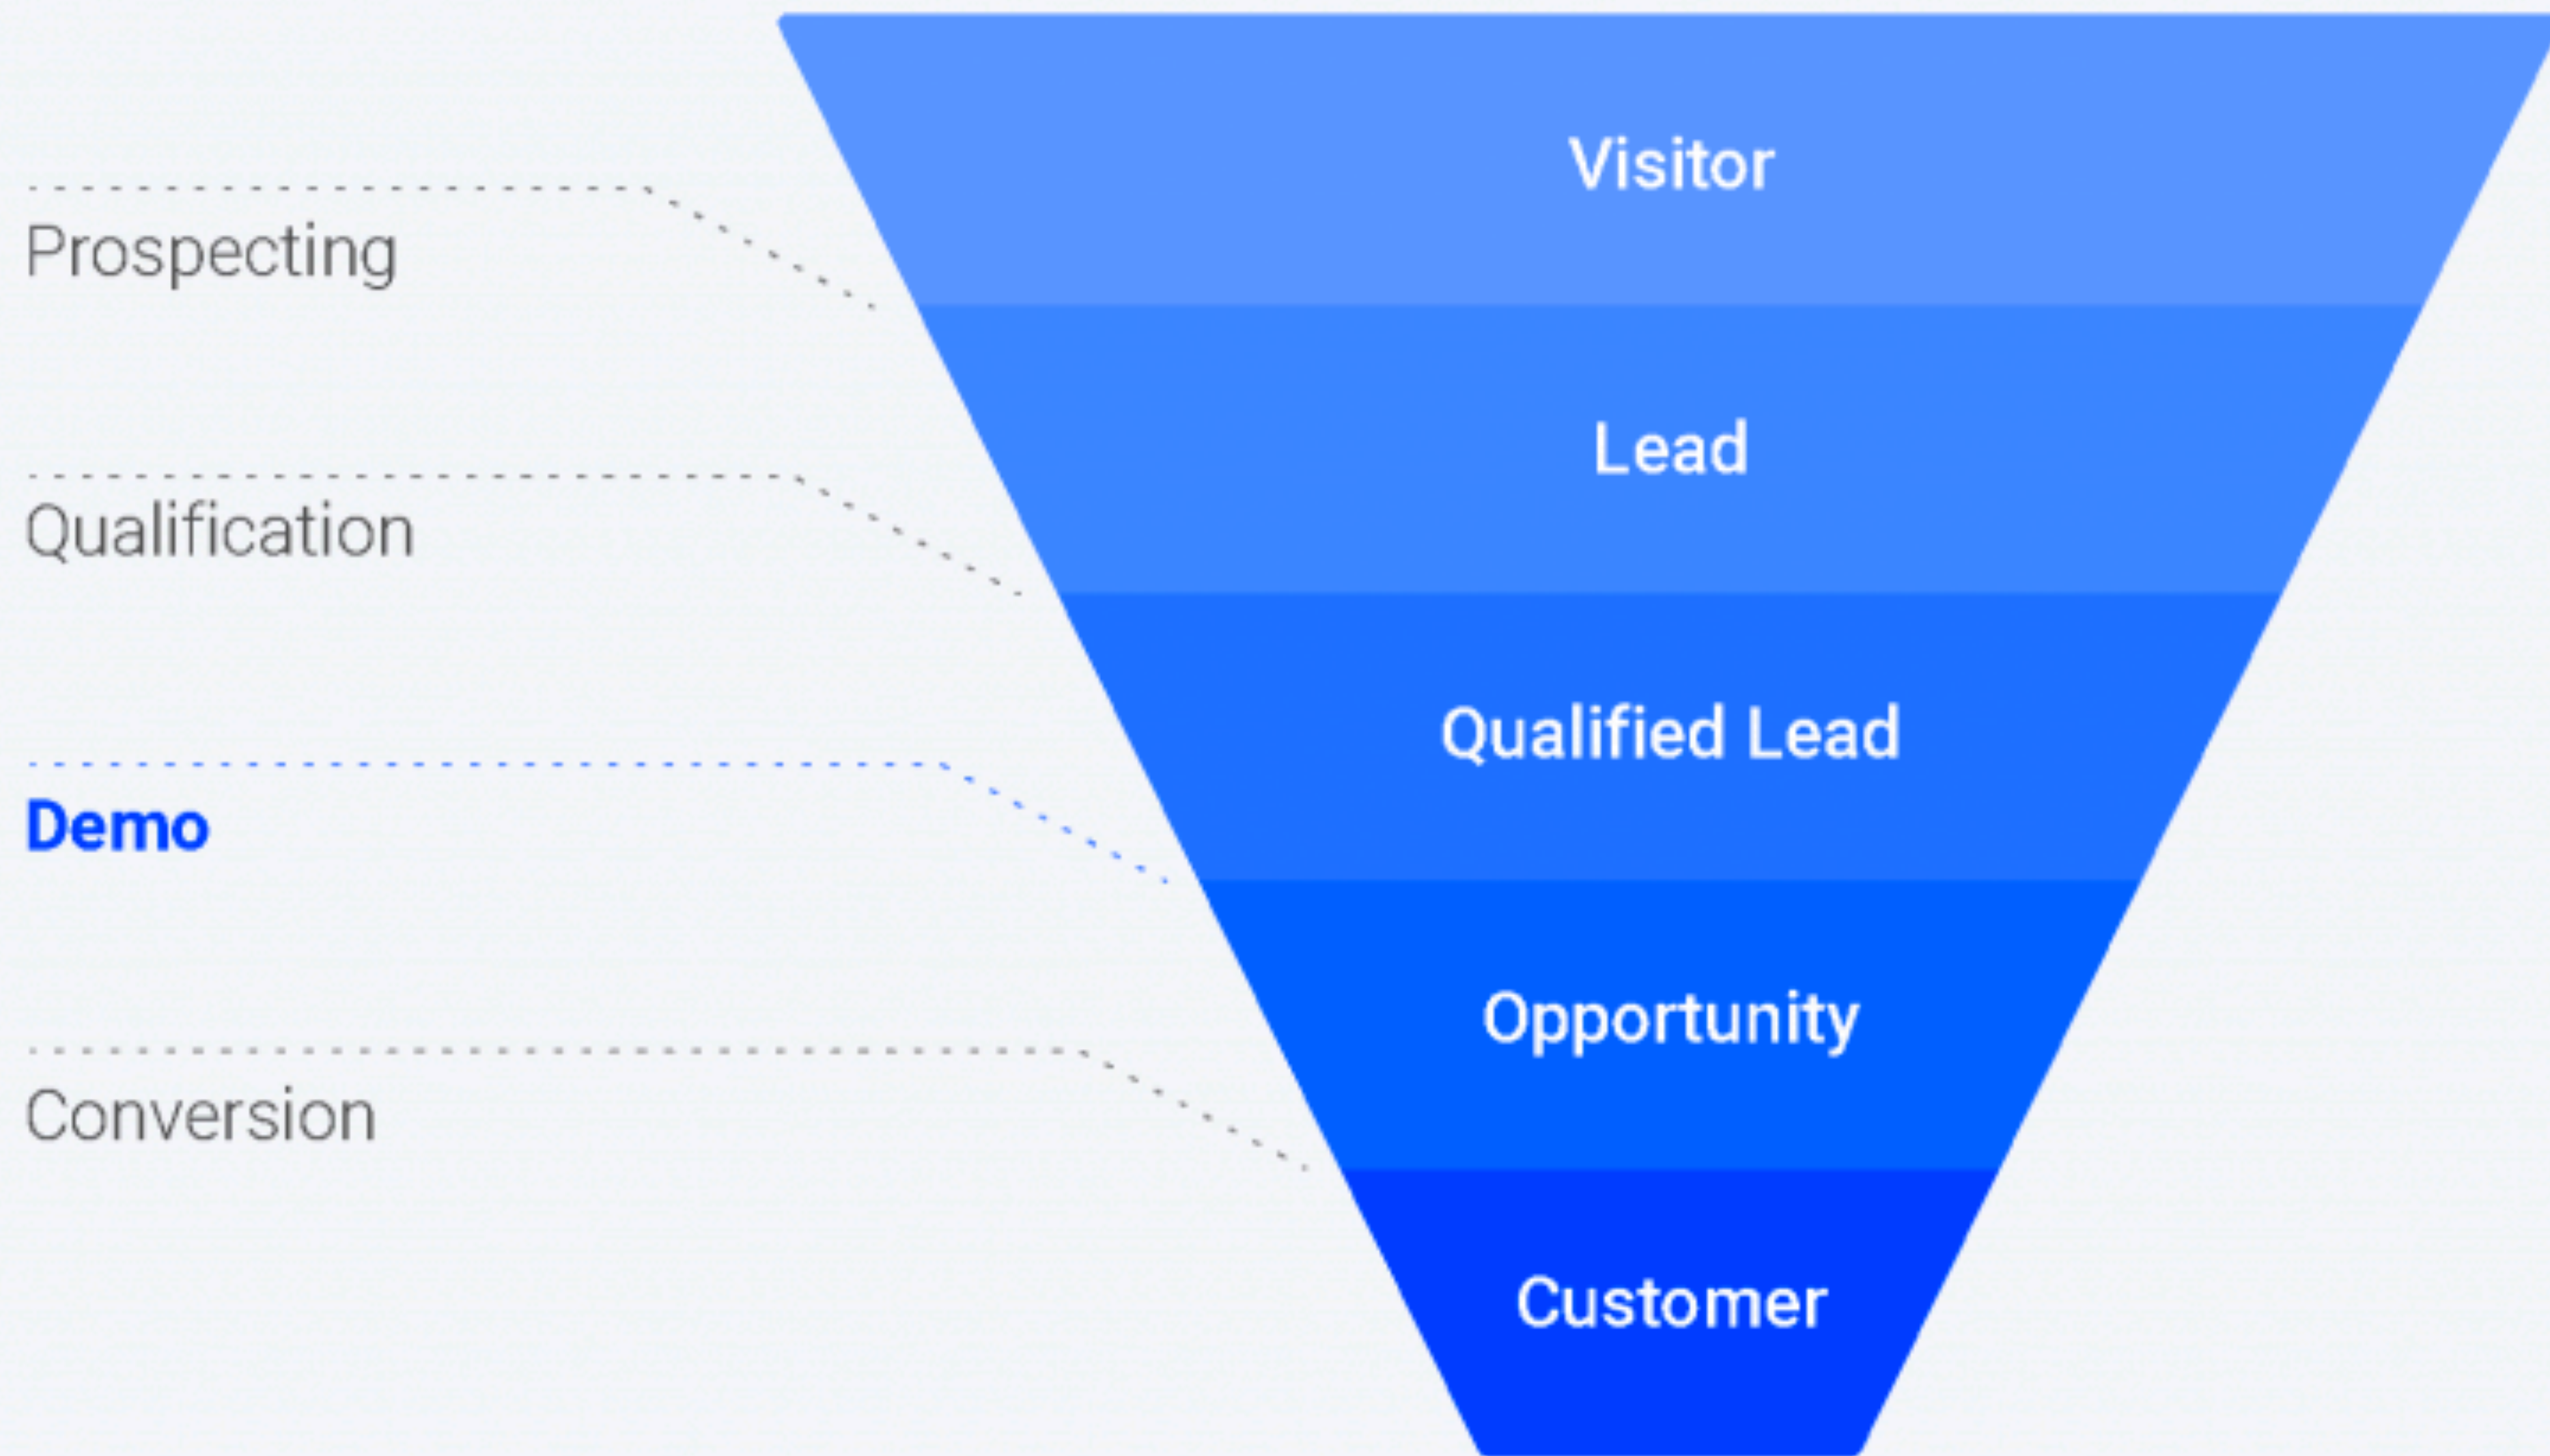 Visitor
Prospecting
Lead
Qualification
Qualified Lead
Demo
Opportunity
Conversion
Customer